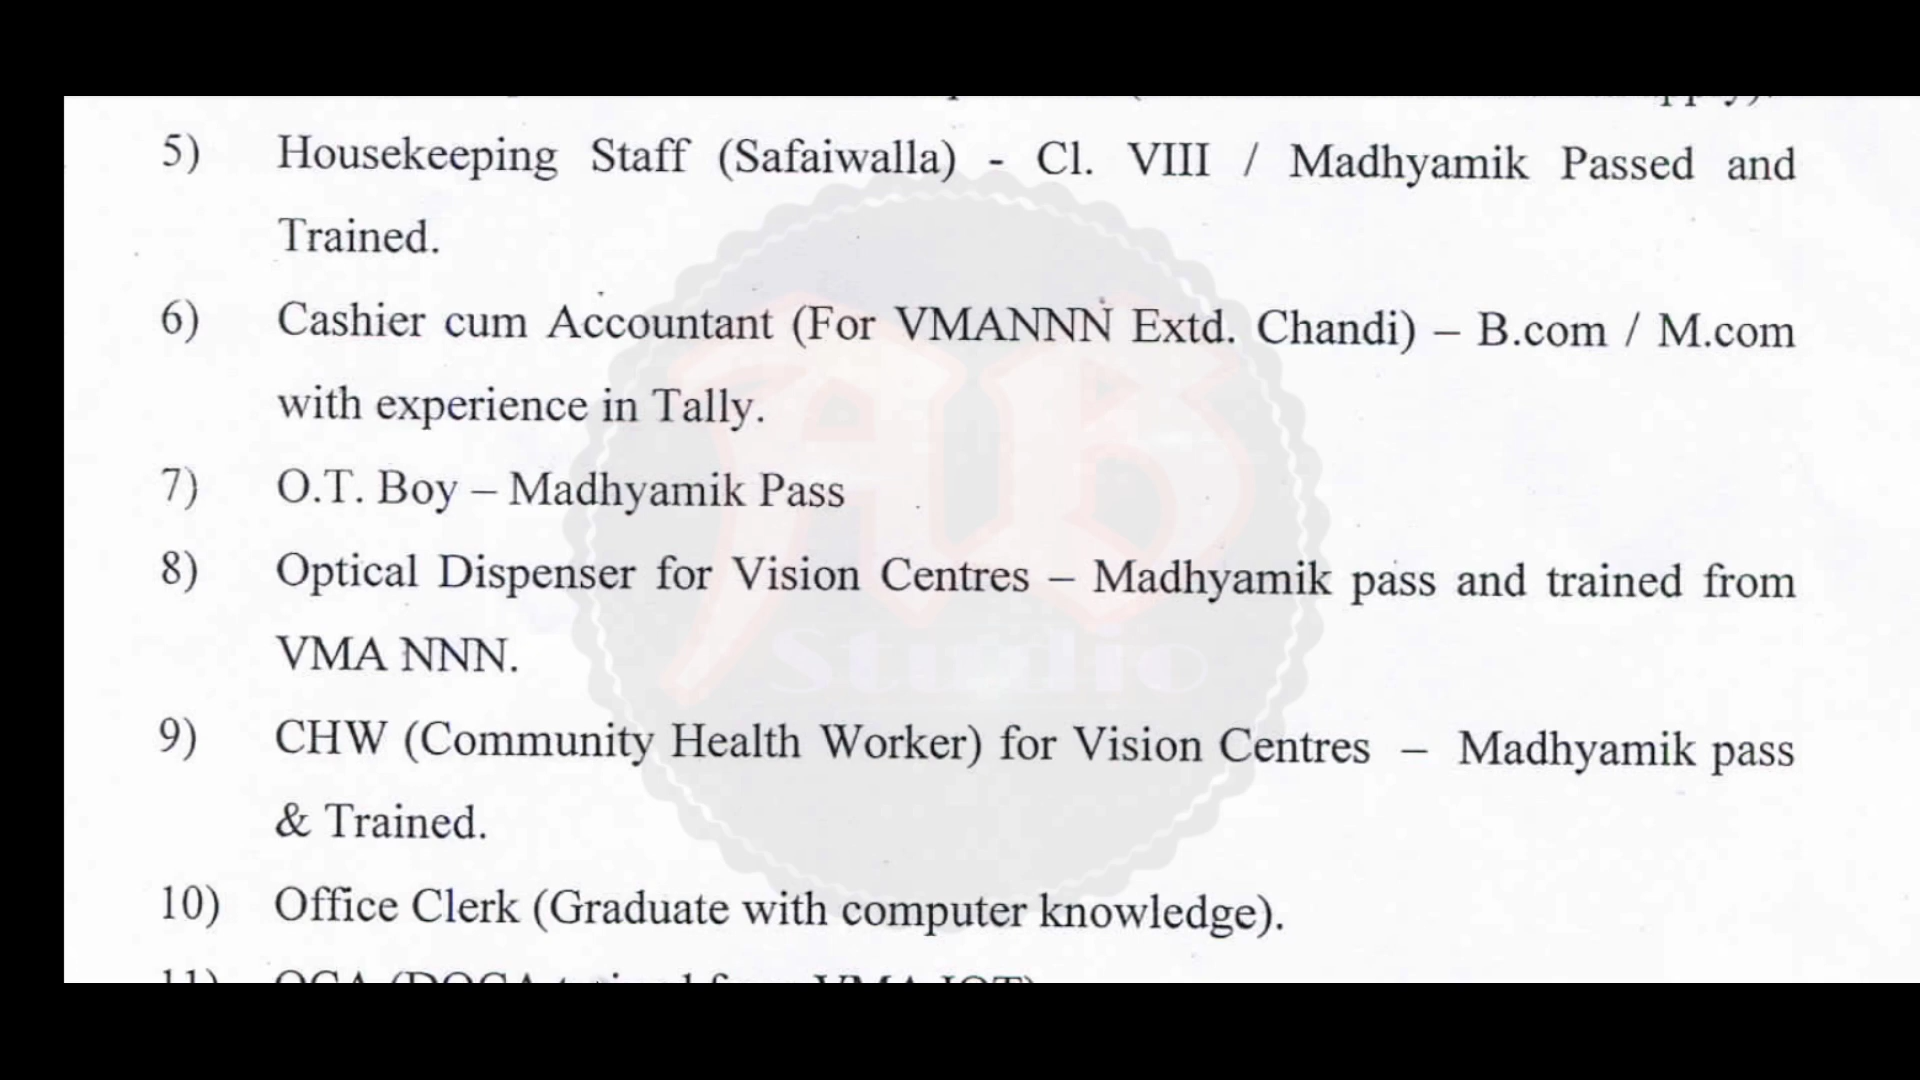 5) Housekeeping Staff (Safaiwalla) - Cl. VIII / Madhyamik Passed and
Trained.
6) Cashier cum Accountant (For VMANNN Extd. Chandi) – B.com / M.com
with experience in Tally.
7) O.T. Boy – Madhyamik Pass
8) Optical Dispenser for Vision Centres – Madhyamik pass and trained from
VMA NNN.
9) CHW (Community Health Worker) for Vision Centres – Madhyamik pass
& Trained.
10) Office Clerk (Graduate with computer knowledge).
AB
Studio